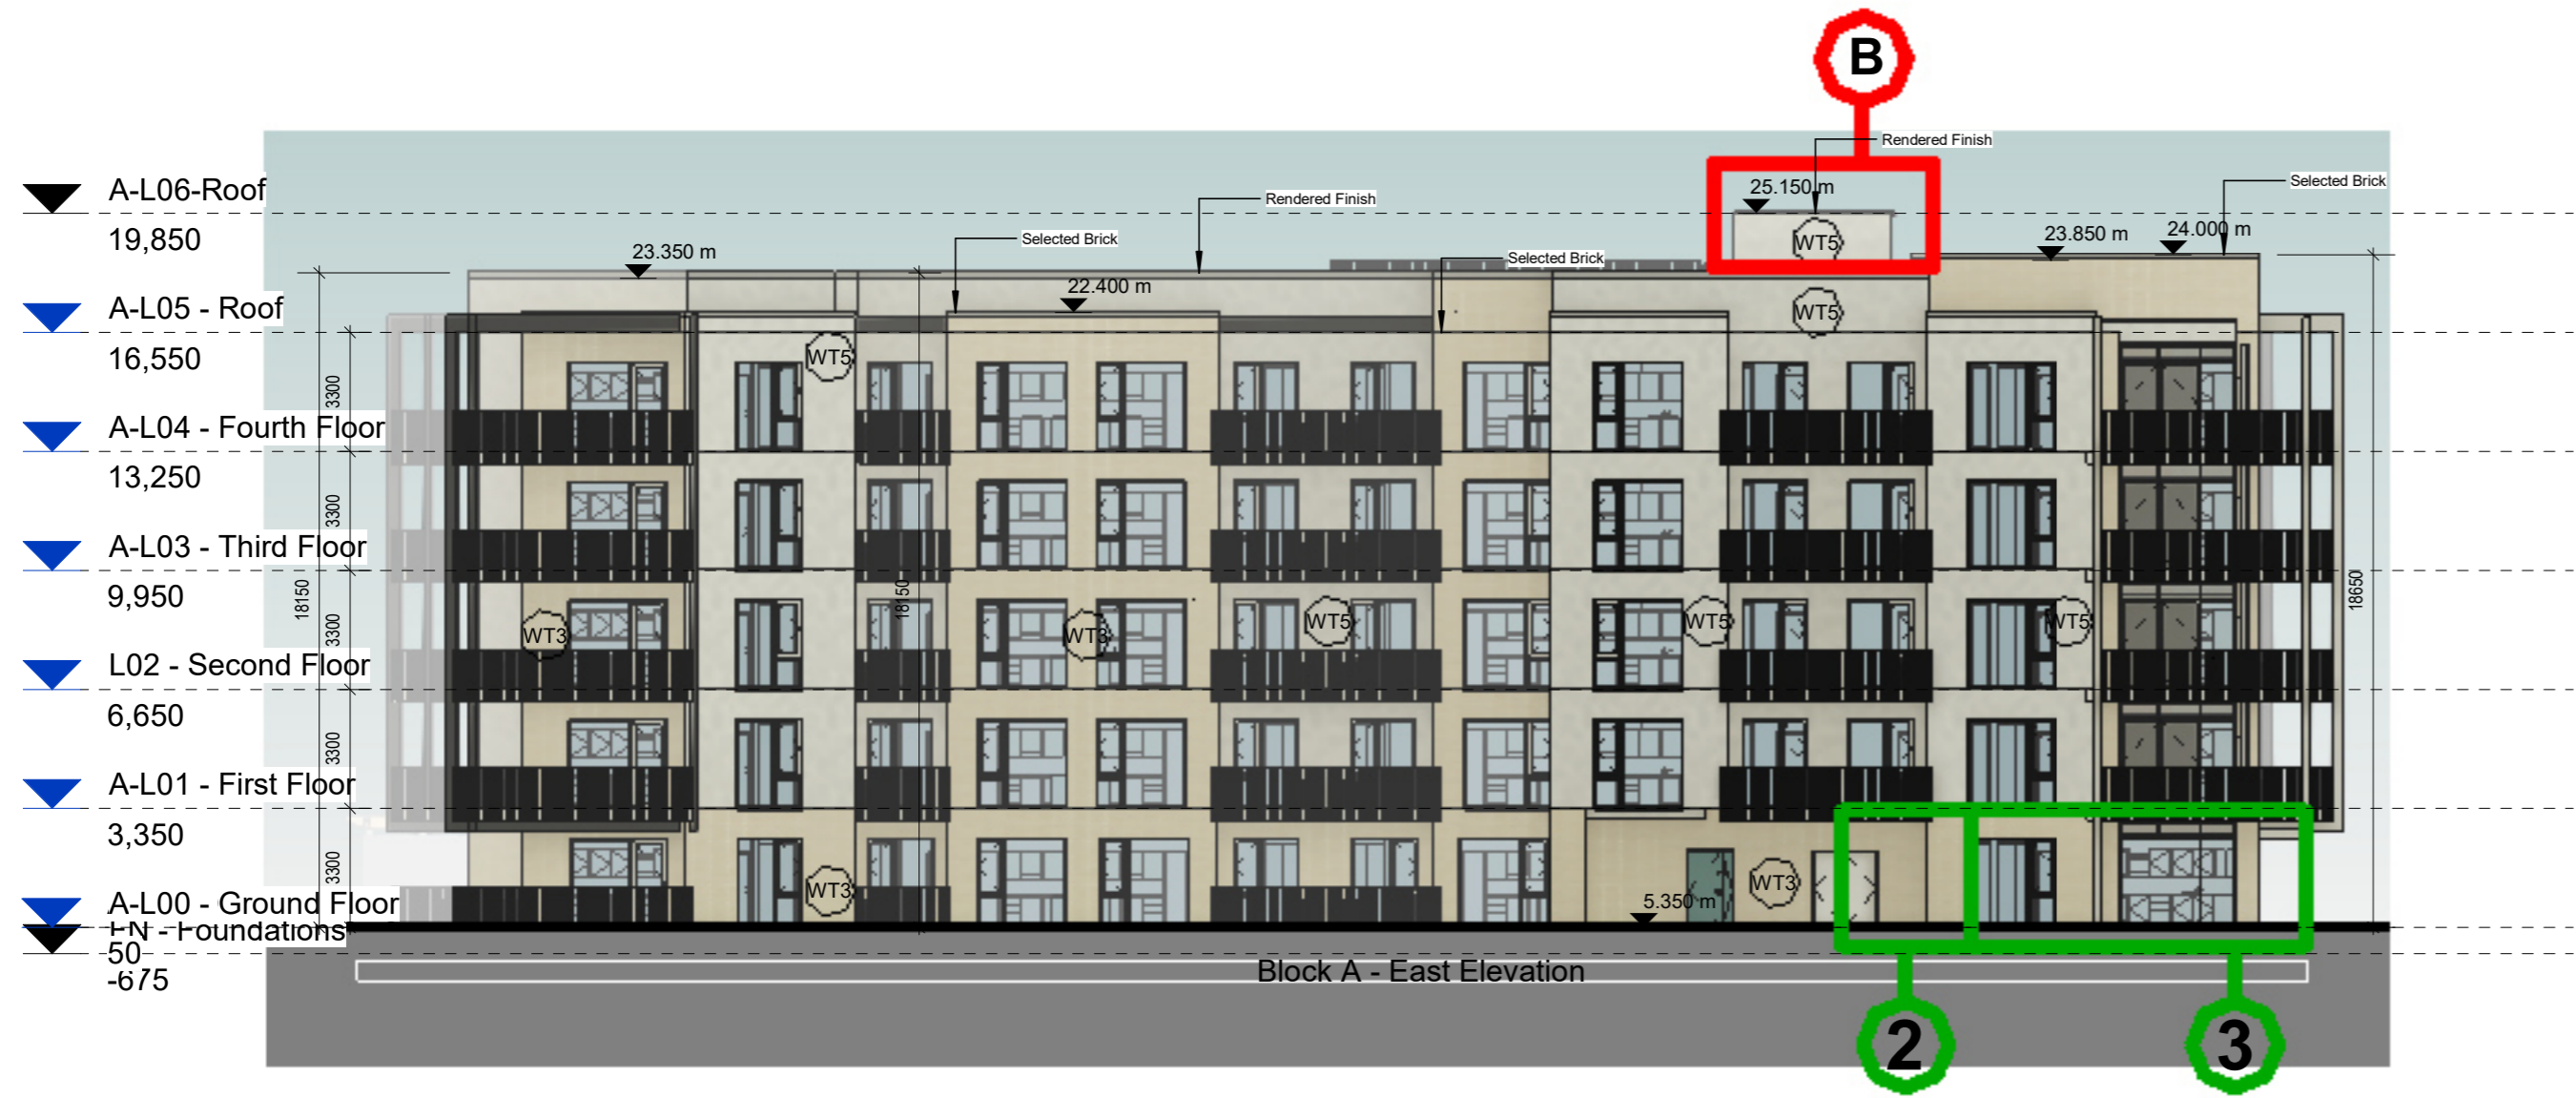 B
Rendered Finish
Selected Brick
A-L06-Roof
19,850
25.150 m
Rendered Finish
Selected Brick
Selected Brick
23.350 m
22.400 m
WT5
23.850 m
24.000 m
A-L05 - Roof
16,550
WT5
WT5
3300
A-L04 - Fourth Floor
13,250
3300
A-L03 - Third Floor
9,950
18150
18150
18650
3300
WT3
WT3
WT5
WT5
WT5
L02 - Second Floor
6,650
3300
A-L01 - First Floor
3,350
3300
WT3
WT3
5.350 m
A-L00 - Ground Floor
FN - Foundations
50
-675
Block A - East Elevation
2
3